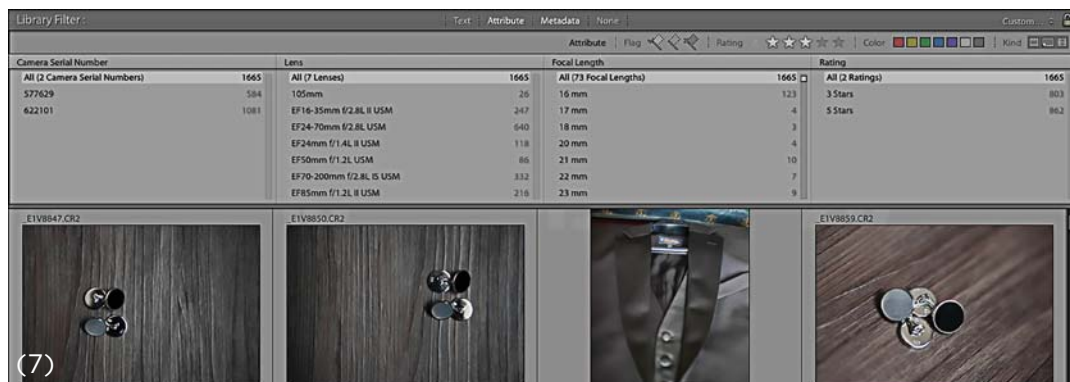 Library Filter :
Text | Attribute | Metadata | None |
Custom ...
Attribute | Flag | Rating | Color | Kind
Camera Serial Number
All (2 Camera Serial Numbers) 1665
577629 584
622101 1081
Lens
All (7 Lenses) 1665
105mm 26
EF16-35mm f/2.8L II USM 247
EF24-70mm f/2.8L USM 640
EF24mm f/1.4L II USM 118
EF50mm f/1.2L USM 86
EF70-200mm f/2.8L IS USM 332
EF85mm f/1.2L II USM 216
Focal Length
All (73 Focal Lengths) 1665
16 mm 123
17 mm 4
18 mm 3
20 mm 4
21 mm 10
22 mm 7
23 mm 9
Rating
All (2 Ratings) 1665
3 Stars 803
5 Stars 862
_E1V8847.CR2
_E1V8850.CR2
_E1V8859.CR2
(7)